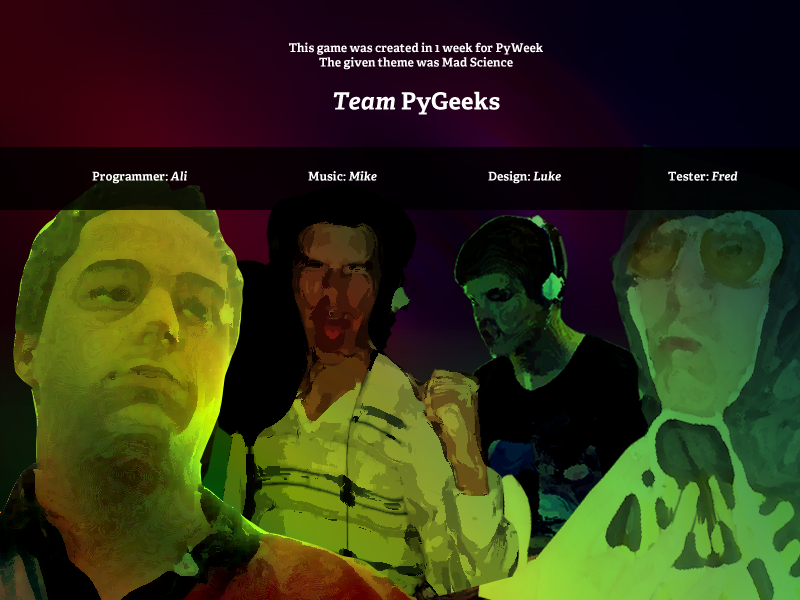 This game was created in 1 week for PyWeek
The given theme was Mad Science
Team PyGeeks
Programmer: Ali
Music: Mike
Design: Luke
Tester: Fred